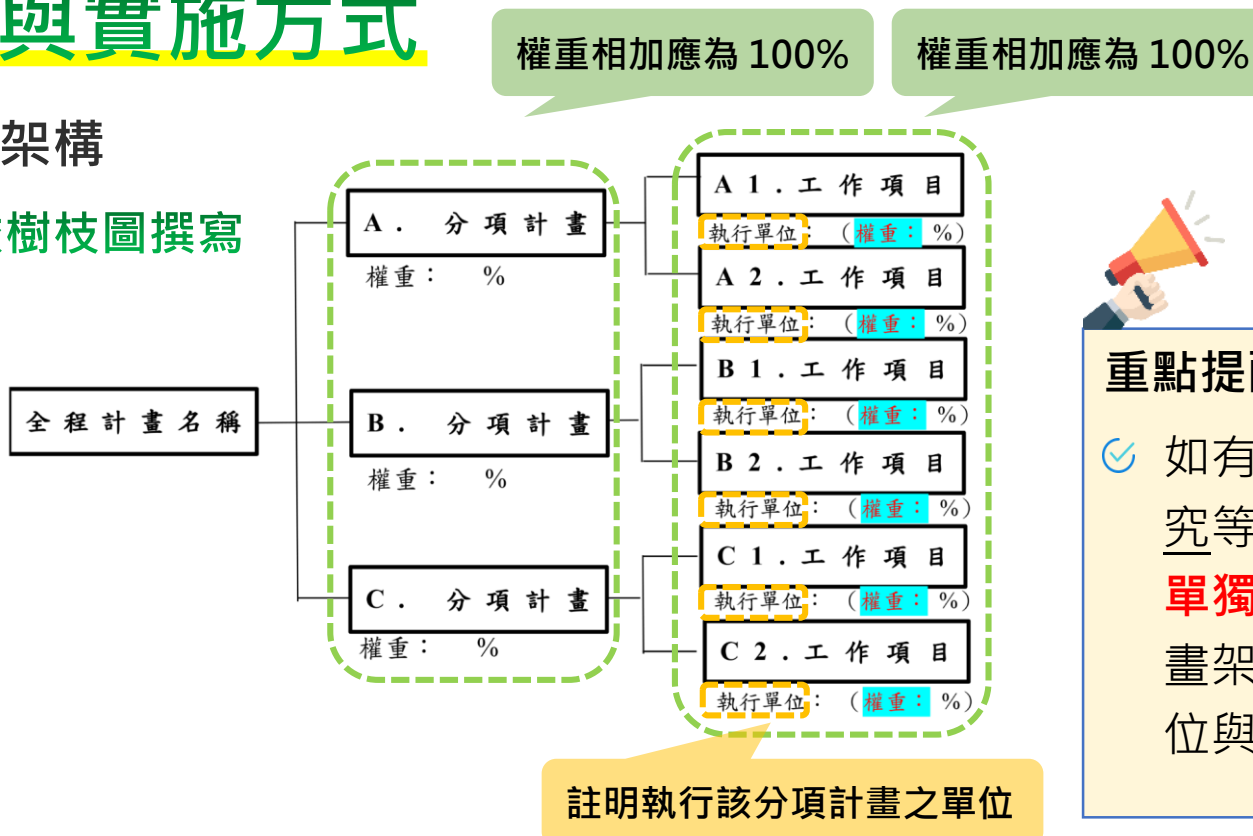 與實施方式
權重相加應為 100%
權重相加應為 100%
架構
樹枝圖撰寫
全程計畫名稱
A. 分項計畫
權重： %
B. 分項計畫
權重： %
C. 分項計畫
權重： %
A1.工作項目
執行單位： （權重： %）
A2.工作項目
執行單位： （權重： %）
B1.工作項目
執行單位： （權重： %）
B2.工作項目
執行單位： （權重： %）
C1.工作項目
執行單位： （權重： %）
C2.工作項目
執行單位： （權重： %）
註明執行該分項計畫之單位
重點提
如有
究等
單獨
畫架
位與